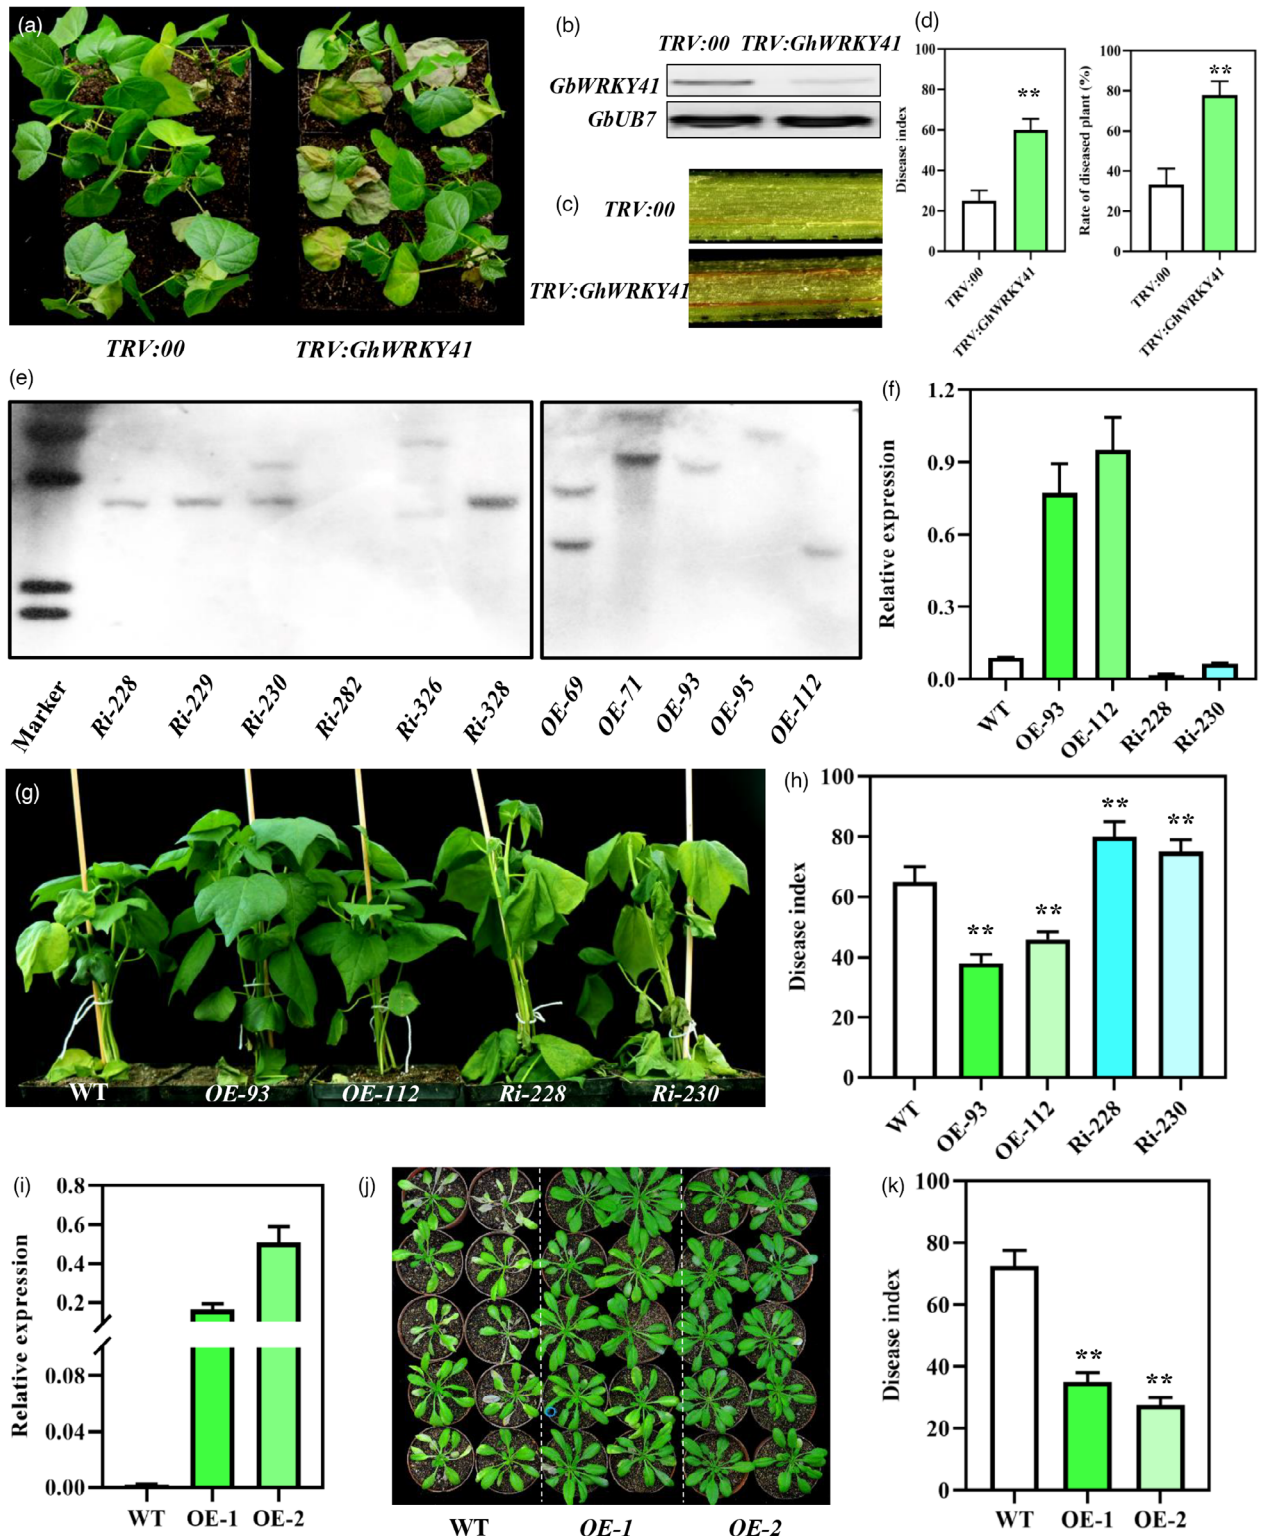 (a)
TRV:00
TRV:GhWRKY41
(b)
TRV:00 TRV:GhWRKY41
GbWRKY41
GbUB7
(c)
TRV:00
TRV:GhWRKY41
(d)
100
80
60
40
20
0
Disease index
**
TRV:00
TRV:GhWRKY41
100
80
60
40
20
0
Rate of diseased plant (%)
**
TRV:00
TRV:GhWRKY41
(e)
Marker
Ri-228
Ri-229
Ri-230
Ri-282
Ri-326
Ri-328
OE-69
OE-71
OE-93
OE-95
OE-112
(f)
1.2
0.9
0.6
0.3
0.0
Relative expression
WT
OE-93
OE-112
Ri-228
Ri-230
(g)
WT
OE-93
OE-112
Ri-228
Ri-230
(h)
100
80
60
40
20
0
Disease index
**
**
**
**
WT
OE-93
OE-112
Ri-228
Ri-230
(i)
0.8
0.6
0.4
0.2
0.08
0.04
0.00
Relative expression
WT
OE-1
OE-2
(j)
WT
OE-1
OE-2
(k)
100
80
60
40
20
0
Disease index
**
**
WT
OE-1
OE-2